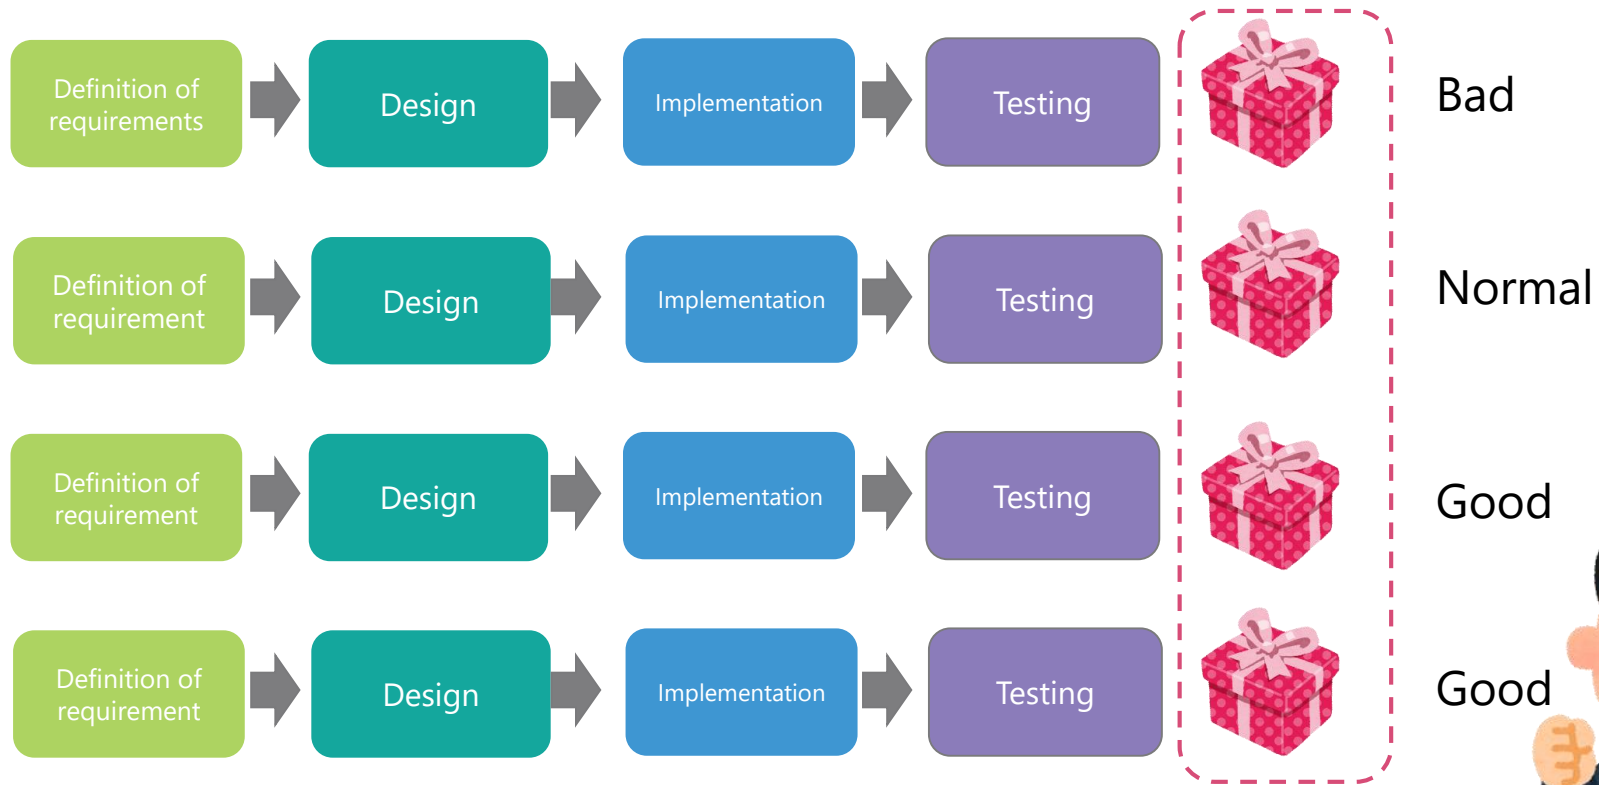 Definition of
requirements
Design
Implementation
Testing
Bad
Definition of
requirement
Design
Implementation
Testing
Normal
Definition of
requirement
Design
Implementation
Testing
Good
Definition of
requirement
Design
Implementation
Testing
Good